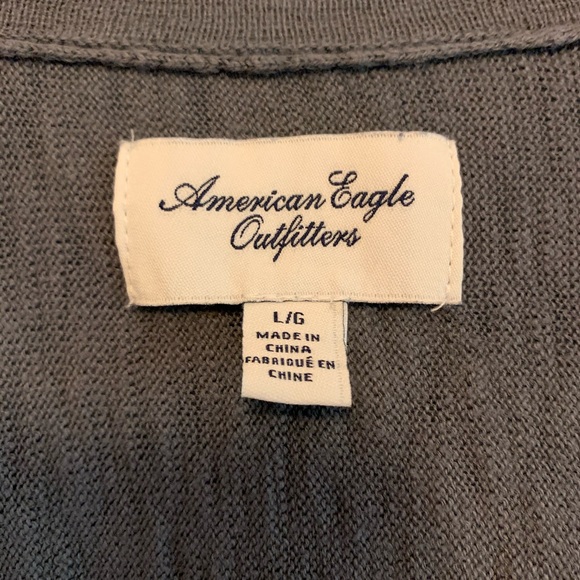 American Eagle
Outfitters
L/G
MADE IN
CHINA
FABRIQUÉ EN
CHINE